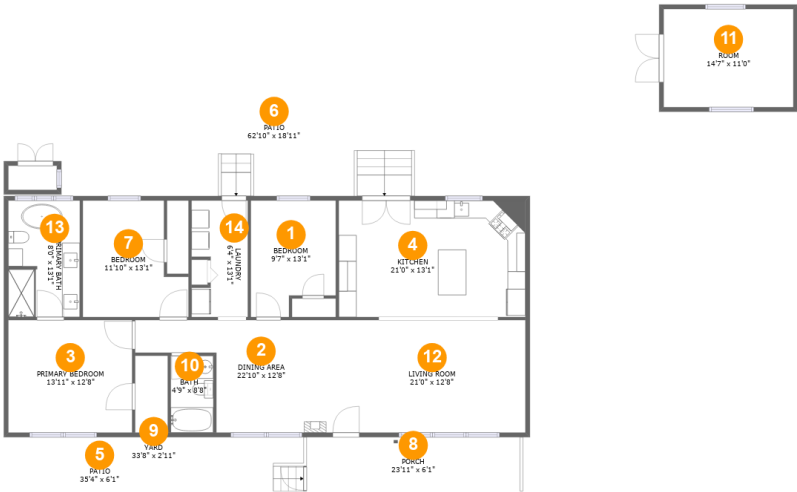 11
ROOM
14'7" x 11'0"
6
PATIO
62'10" x 18'11"
13
PRIMARY BATH
8'0" x 13'1"
7
BEDROOM
11'10" x 13'1"
14
LAUNDRY
6'4" x 13'1"
1
BEDROOM
9'7" x 13'1"
4
KITCHEN
21'0" x 13'1"
3
PRIMARY BEDROOM
13'11" x 12'8"
10
BATH
4'9" x 8'8"
2
DINING AREA
22'10" x 12'8"
12
LIVING ROOM
21'0" x 12'8"
9
YARD
33'8" x 2'11"
5
PATIO
35'4" x 6'1"
8
PORCH
23'11" x 6'1"